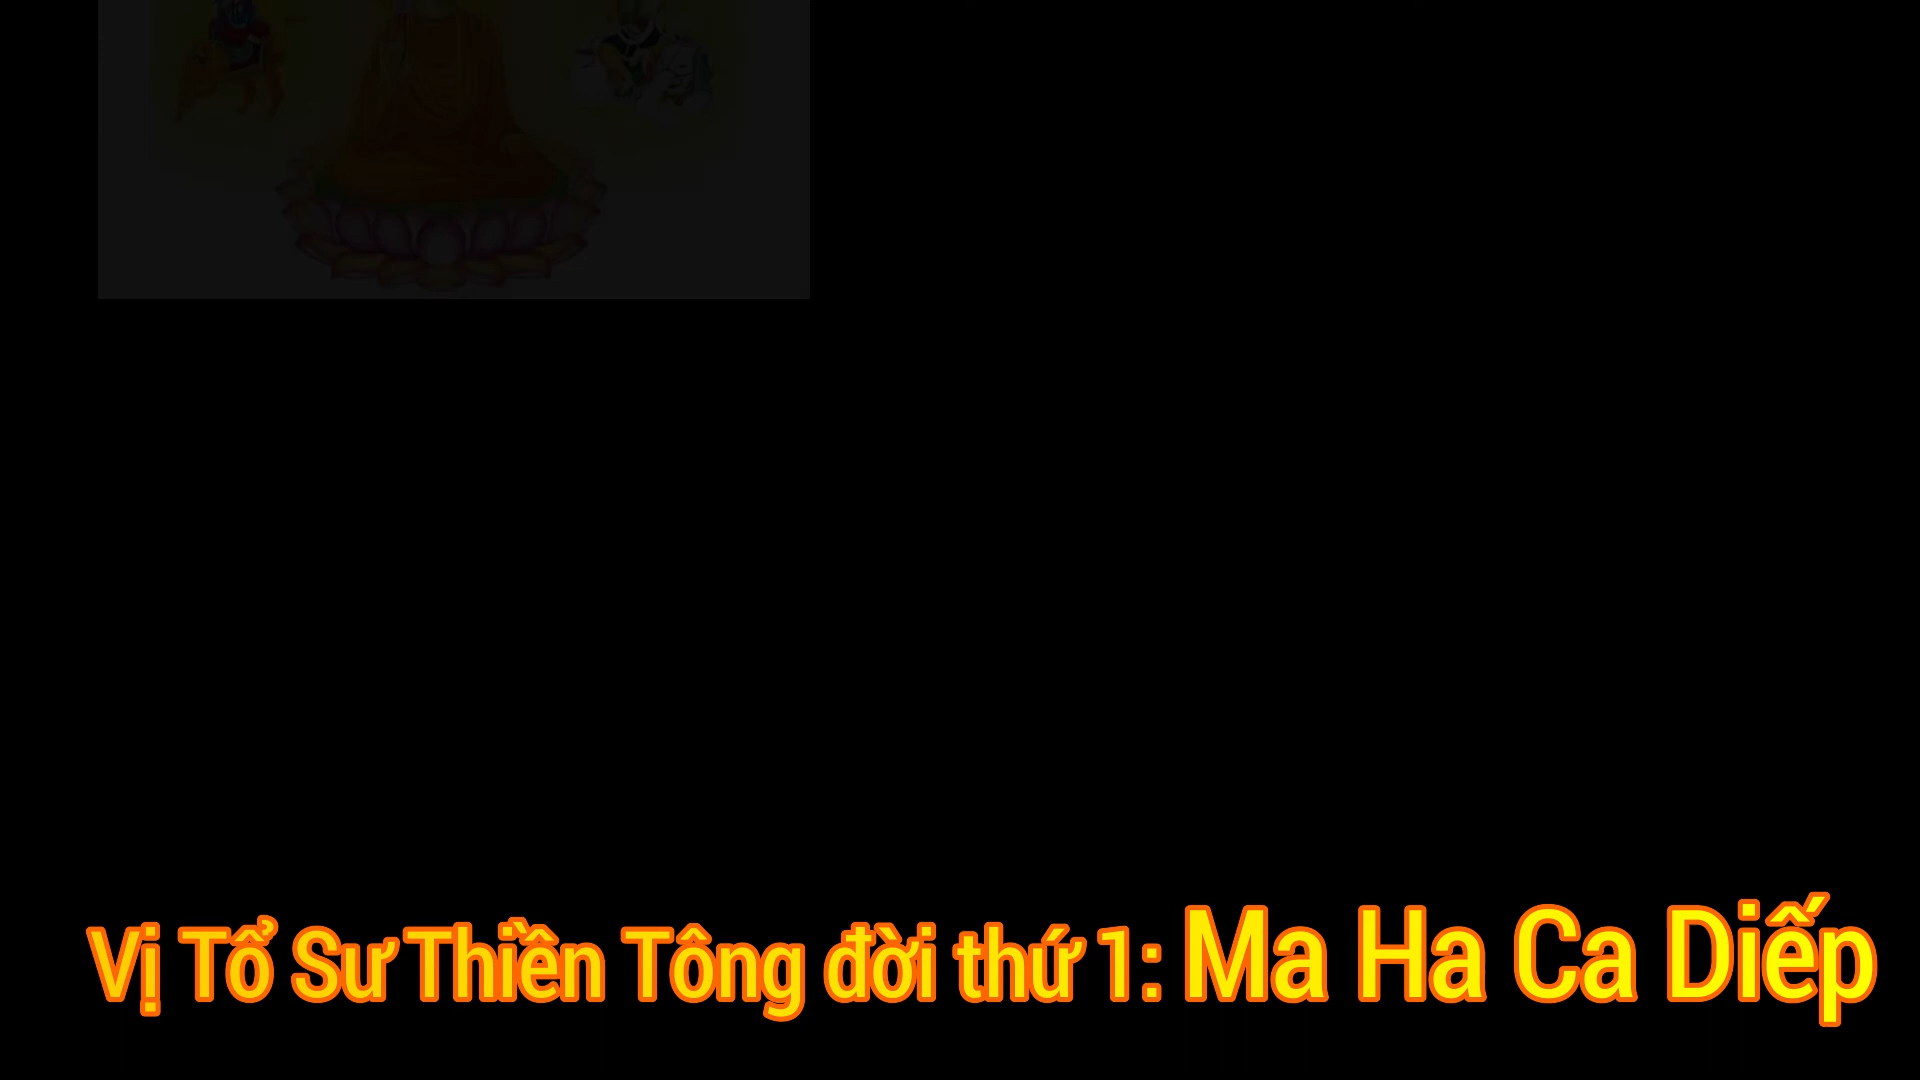 Vị Tổ Sư Thiền Tông đời thứ 1: Ma Ha Ca Diếp